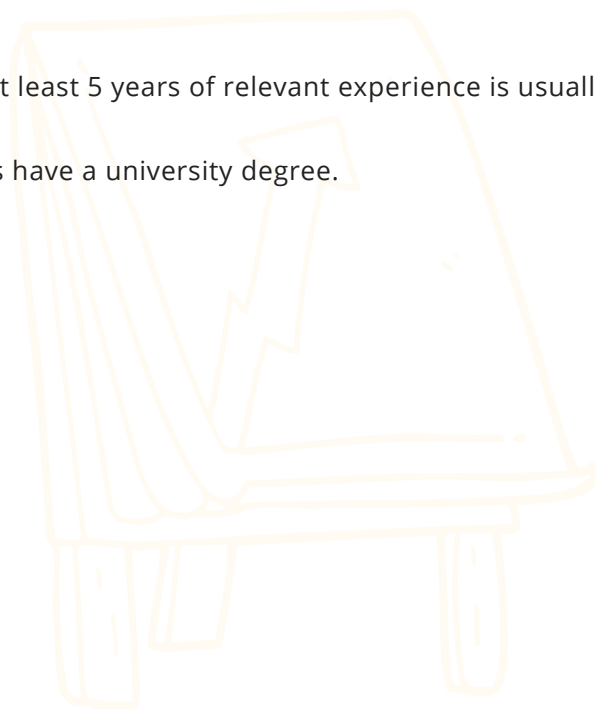 t least 5 years of relevant experience is usuall
s have a university degree.